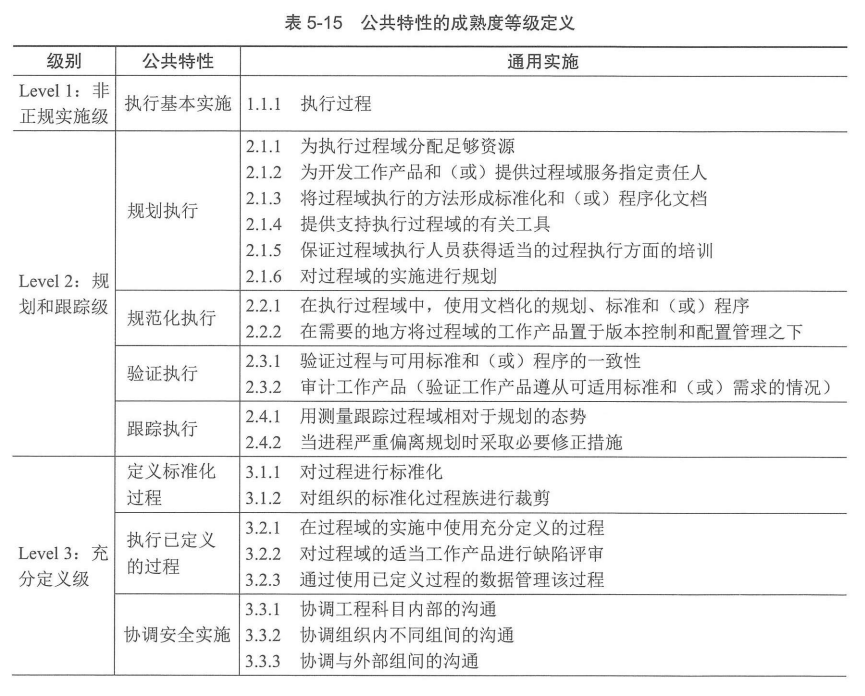 表 5-15 公共特性的成熟度等级定义
级别 公共特性 通用实施
Level 1：非正规实施级 执行基本实施 1.1.1 执行过程
Level 2：规划和跟踪级
规划执行
2.1.1 为执行过程域分配足够资源
2.1.2 为开发工作产品和（或）提供过程域服务指定责任人
2.1.3 将过程域执行的方法形成标准化和（或）程序化文档
2.1.4 提供支持执行过程域的有关工具
2.1.5 保证过程域执行人员获得适当的过程执行方面的培训
2.1.6 对过程域的实施进行规划
规范化执行
2.2.1 在执行过程域中，使用文档化的规划、标准和（或）程序
2.2.2 在需要的地方将过程域的工作产品置于版本控制和配置管理之下
验证执行
2.3.1 验证过程与可用标准和（或）程序的一致性
2.3.2 审计工作产品（验证工作产品遵从可适用标准和（或）需求的情况）
跟踪执行
2.4.1 用测量跟踪过程域相对于规划的态势
2.4.2 当进程严重偏离规划时采取必要修正措施
Level 3：充分定义级
定义标准化过程
3.1.1 对过程进行标准化
3.1.2 对组织的标准化过程族进行裁剪
执行已定义的过程
3.2.1 在过程域的实施中使用充分定义的过程
3.2.2 对过程域的适当工作产品进行缺陷评审
3.2.3 通过使用已定义过程的数据管理该过程
协调安全实施
3.3.1 协调工程科目内部的沟通
3.3.2 协调组织内不同组间的沟通
3.3.3 协调与外部组间的沟通